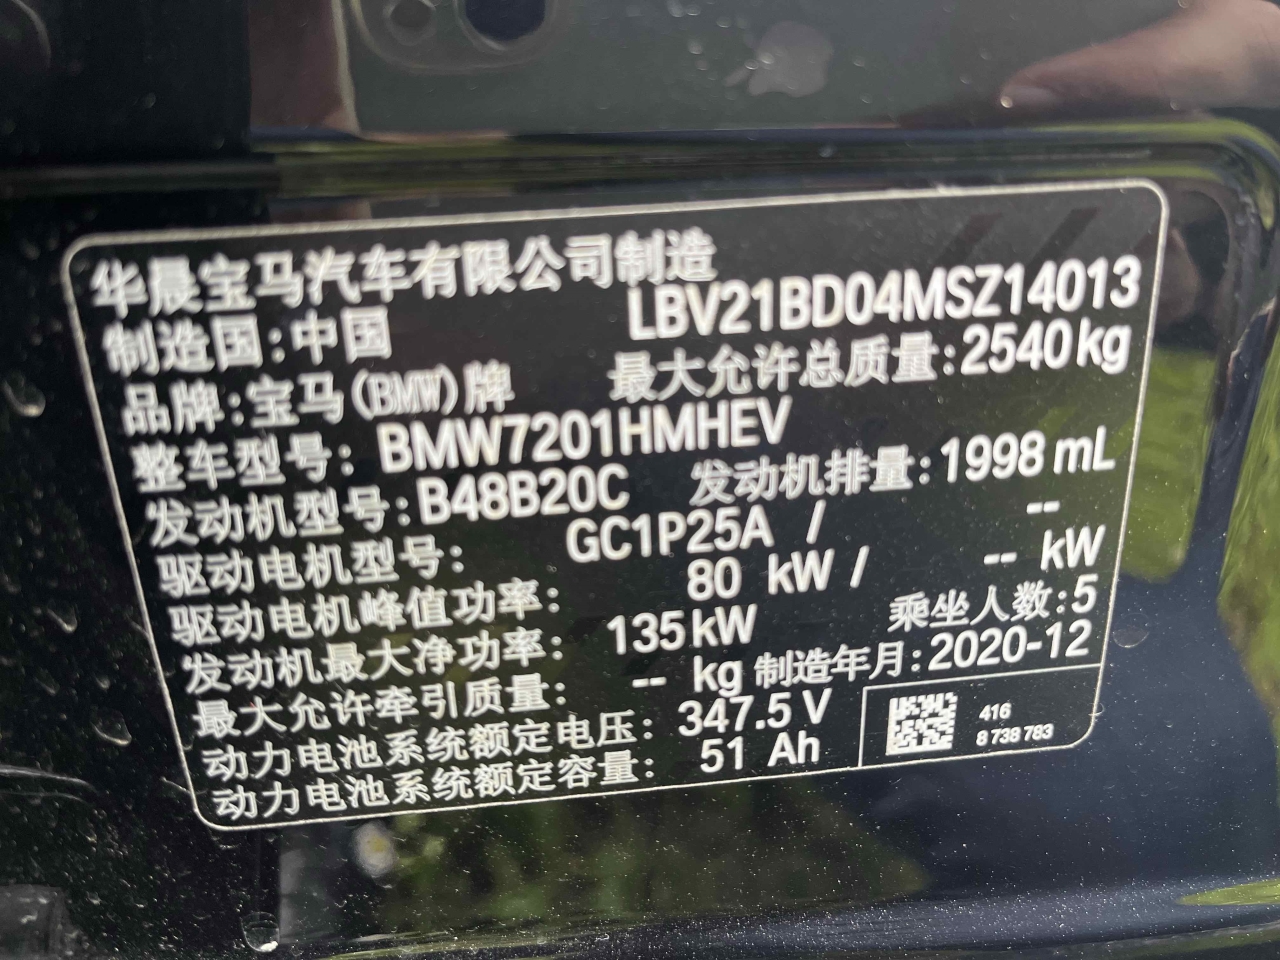 华晨宝马汽车有限公司制造
制造国:中国 LBV21BD04MSZ14013
品牌:宝马(BMW)牌 最大允许总质量:2540kg
整车型号: BMW7201HMHEV
发动机型号:B48B20C 发动机排量:1998 mL
驱动电机型号: GC1P25A / --
驱动电机峰值功率: 80 kW / -- kW
发动机最大净功率: 135kW 乘坐人数:5
最大允许牵引质量: -- kg 制造年月:2020-12
动力电池系统额定电压: 347.5 V
动力电池系统额定容量: 51 Ah
416
8 738 783